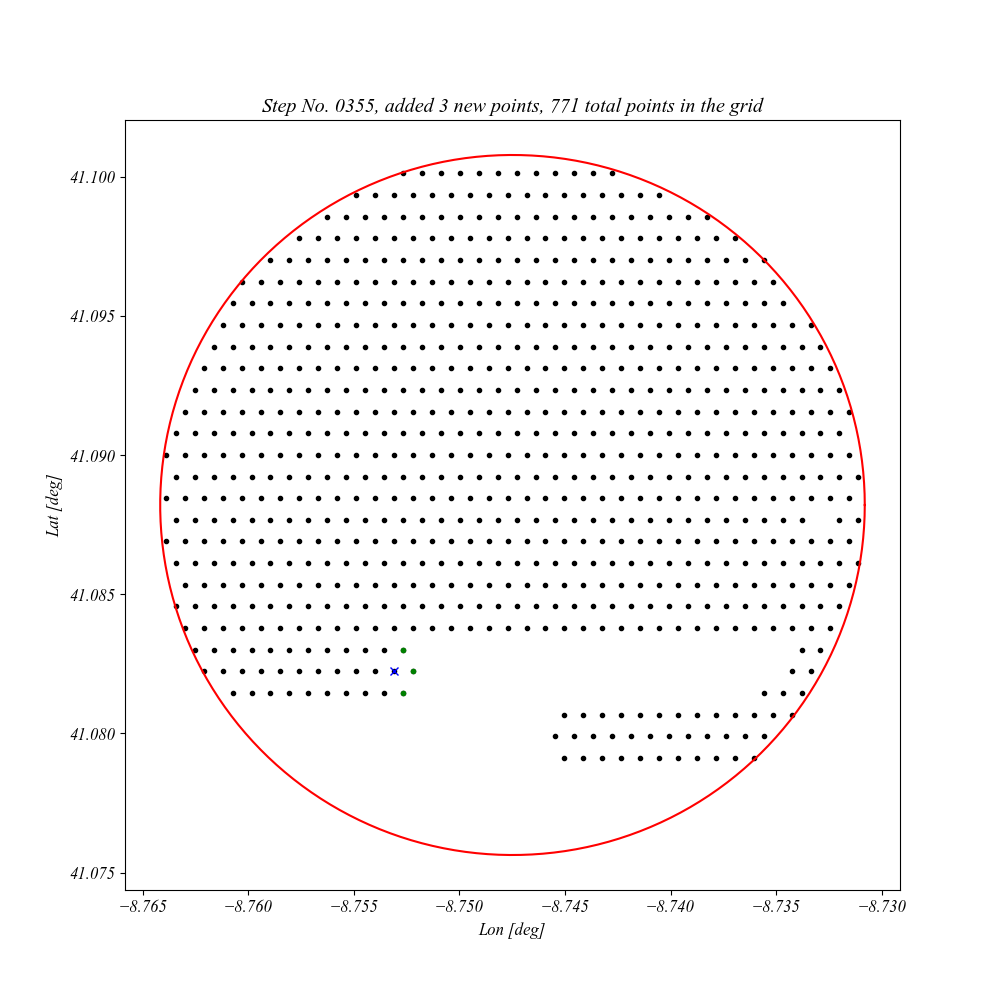 Step No. 0355, added 3 new points, 771 total points in the grid
41.100
41.095
41.090
41.085
41.080
41.075
Lat [deg]
−8.765 −8.760 −8.755 −8.750 −8.745 −8.740 −8.735 −8.730
Lon [deg]